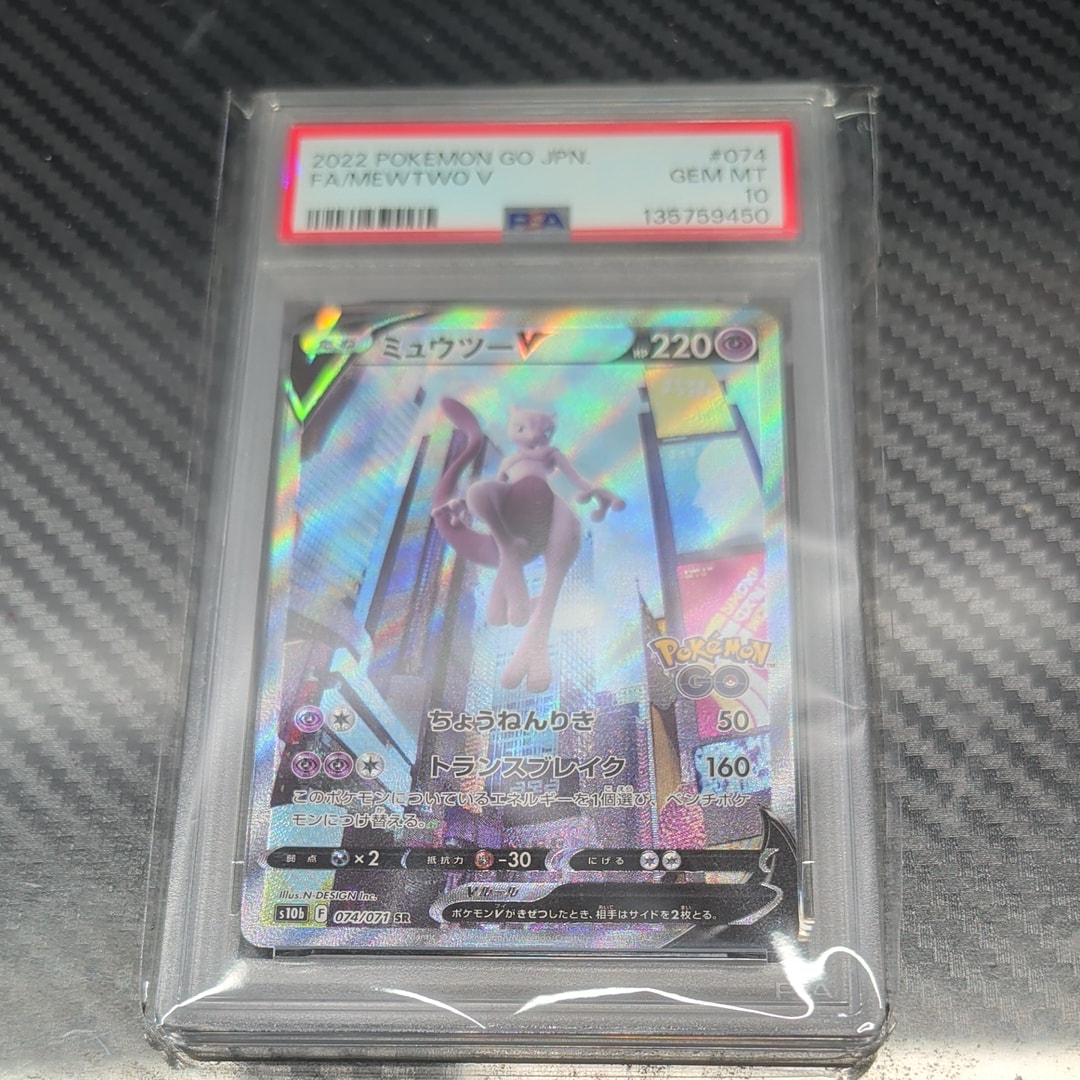 2022 POKEMON GO JPN.
#074
FA/MEWTWO V
GEM MT
10
PSA
135759450
たね
ミュウツーV
HP220
Pokémon
GO
ちょうねんりき
50
トランスブレイク
160
このポケモンについているエネルギーを1個選び、ベンチポケ
モンにつけ替える。
弱点
×2
抵抗力
-30
にげる
Illus. N-DESIGN Inc.
Vルール
s10b F 074/071 SR
ポケモンVがきぜつしたとき、相手はサイドを2枚とる。
PSA